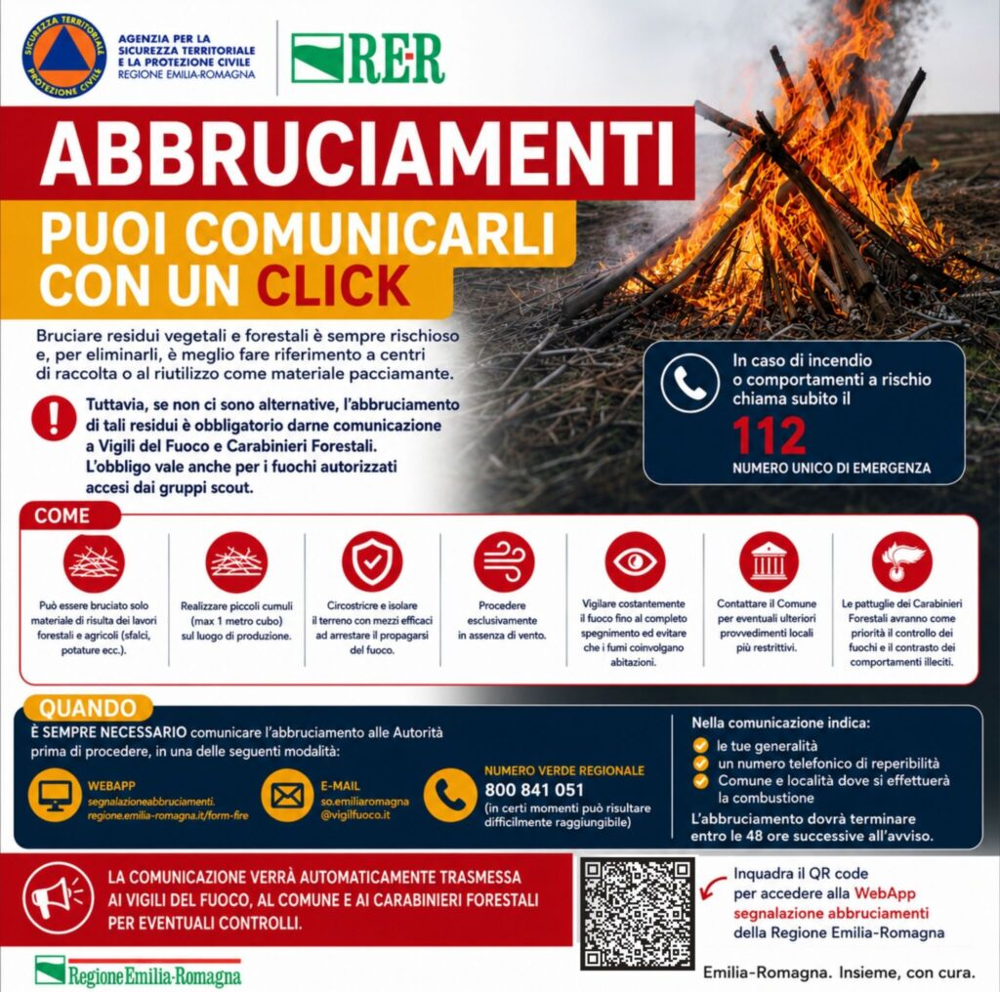 SICUREZZA TERRITORIALE
PROTEZIONE CIVILE
AGENZIA PER LA
SICUREZZA TERRITORIALE
E LA PROTEZIONE CIVILE
REGIONE EMILIA-ROMAGNA
RE-R
ABBRUCIAMENTI
PUOI COMUNICARLI
CON UN CLICK
Bruciare residui vegetali e forestali è sempre rischioso
e, per eliminarli, è meglio fare riferimento a centri
di raccolta o al riutilizzo come materiale pacciamante.
!
Tuttavia, se non ci sono alternative, l'abbruciamento
di tali residui è obbligatorio darne comunicazione
a Vigili del Fuoco e Carabinieri Forestali.
L'obbligo vale anche per i fuochi autorizzati
accesi dai gruppi scout.
In caso di incendio
o comportamenti a rischio
chiama subito il
112
NUMERO UNICO DI EMERGENZA
COME
Può essere bruciato solo
materiale di risulta dei lavori
forestali e agricoli (sfalci,
potature ecc.).
Realizzare piccoli cumuli
(max 1 metro cubo)
sul luogo di produzione.
Circostricre e isolare
il terreno con mezzi efficaci
ad arrestare il propagarsi
del fuoco.
Procedere
esclusivamente
in assenza di vento.
Vigilare costantemente
il fuoco fino al completo
spegnimento ed evitare
che i fumi coinvolgano
abitazioni.
Contattare il Comune
per eventuali ulteriori
provvedimenti locali
più restrittivi.
Le pattuglie dei Carabinieri
Forestali avranno come
priorità il controllo dei
fuochi e il contrasto dei
comportamenti illeciti.
QUANDO
È SEMPRE NECESSARIO comunicare l'abbruciamento alle Autorità
prima di procedere, in una delle seguenti modalità:
WEBAPP
segnalazioneabbruciamenti.
regione.emilia-romagna.it/form-fire
E-MAIL
so.emiliaromagna
@vigilfuoco.it
NUMERO VERDE REGIONALE
800 841 051
(in certi momenti può risultare
difficilmente raggiungibile)
Nella comunicazione indica:
le tue generalità
un numero telefonico di reperibilità
Comune e località dove si effettuerà
la combustione
L'abbruciamento dovrà terminare
entro le 48 ore successive all'avviso.
LA COMUNICAZIONE VERRÀ AUTOMATICAMENTE TRASMESSA
AI VIGILI DEL FUOCO, AL COMUNE E AI CARABINIERI FORESTALI
PER EVENTUALI CONTROLLI.
Inquadra il QR code
per accedere alla WebApp
segnalazione abbruciamenti
della Regione Emilia-Romagna
RegioneEmilia-Romagna
Emilia-Romagna. Insieme, con cura.